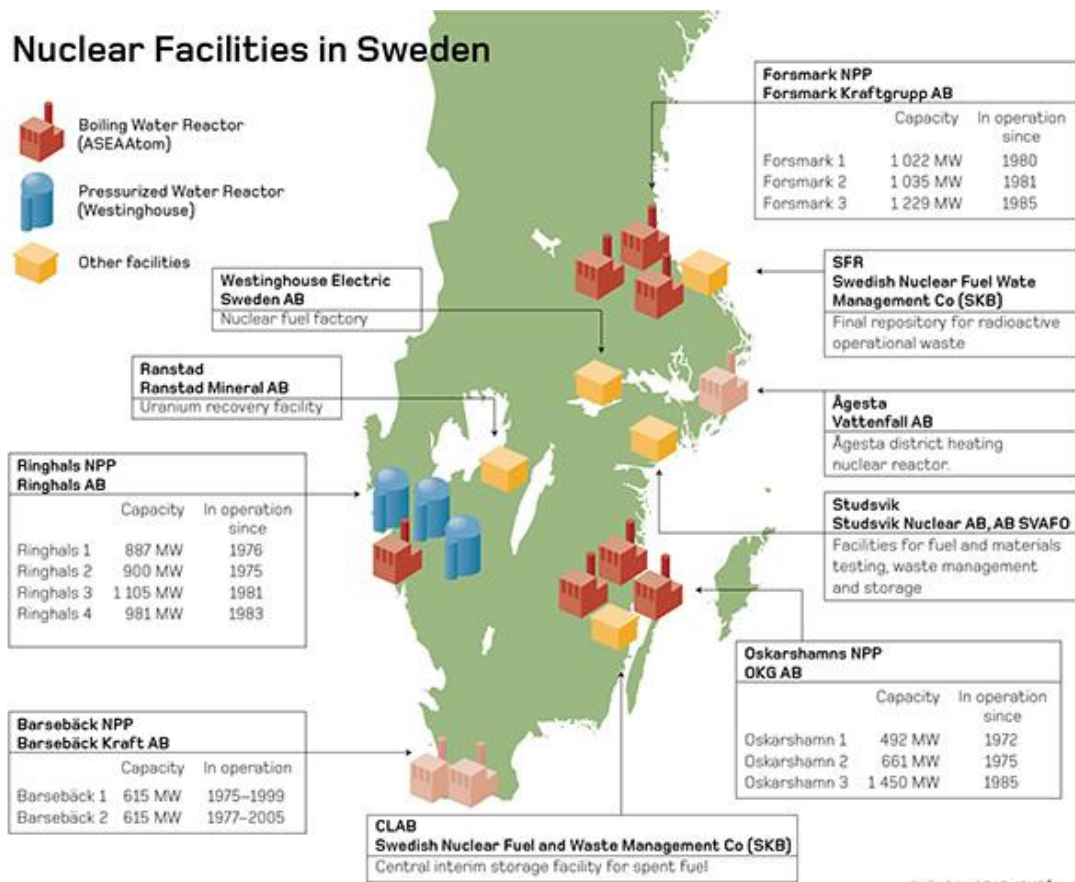 Nuclear Facilities in Sweden
Boiling Water Reactor
(ASEAAtom)
Pressurized Water Reactor
(Westinghouse)
Other facilities
Forsmark NPP
Forsmark Kraftgrupp AB
Capacity In operation
since
Forsmark 1 1 022 MW 1980
Forsmark 2 1 035 MW 1981
Forsmark 3 1 229 MW 1985
SFR
Swedish Nuclear Fuel Wate
Management Co (SKB)
Final repository for radioactive
operational waste
Westinghouse Electric
Sweden AB
Nuclear fuel factory
Ranstad
Ranstad Mineral AB
Uranium recovery facility
Ågesta
Vattenfall AB
Ågesta district heating
nuclear reactor.
Ringhals NPP
Ringhals AB
Capacity In operation
since
Ringhals 1 887 MW 1976
Ringhals 2 900 MW 1975
Ringhals 3 1 105 MW 1981
Ringhals 4 981 MW 1983
Studsvik
Studsvik Nuclear AB, AB SVAFO
Facilities for fuel and materials
testing, waste management
and storage
Oskarshamns NPP
OKG AB
Capacity In operation
since
Oskarshamn 1 492 MW 1972
Oskarshamn 2 661 MW 1975
Oskarshamn 3 1 450 MW 1985
Barsebäck NPP
Barsebäck Kraft AB
Capacity In operation
Barsebäck 1 615 MW 1975–1999
Barsebäck 2 615 MW 1977–2005
CLAB
Swedish Nuclear Fuel and Waste Management Co (SKB)
Central interim storage facility for spent fuel